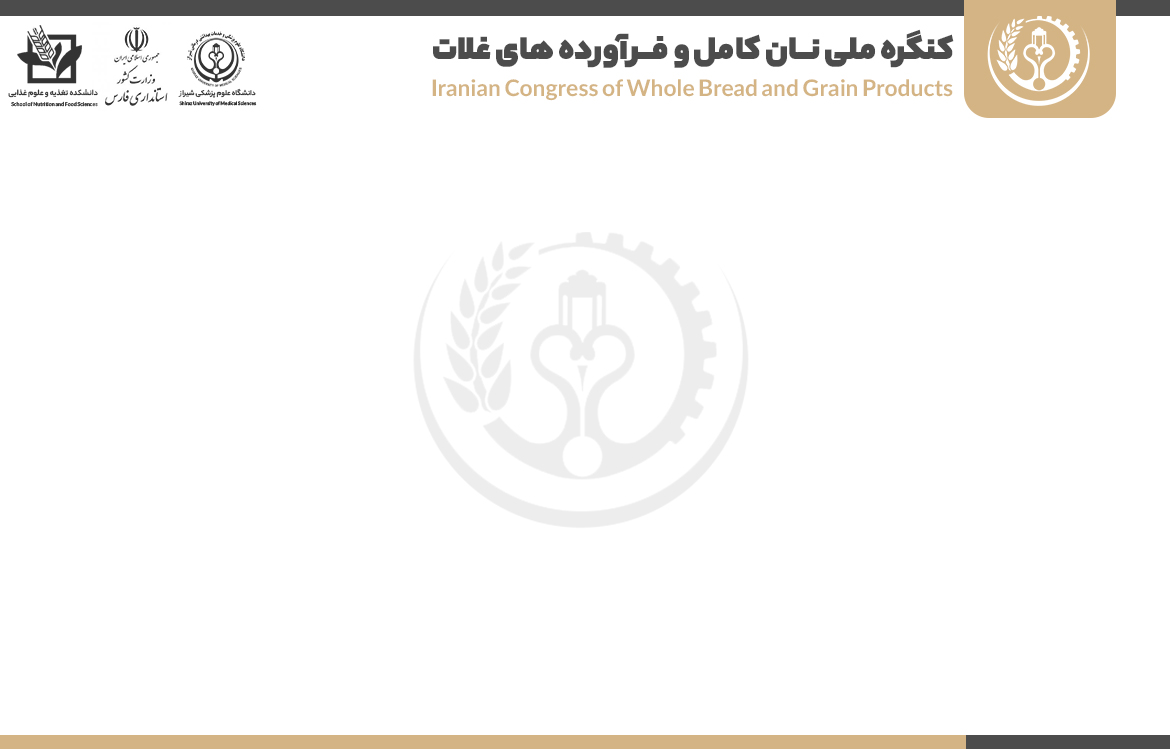 کنگره ملی نـان کامل و فـرآورده های غلات
Iranian Congress of Whole Bread and Grain Products
دانشگاه علوم پزشکی شیراز
Shiraz University of Medical Sciences
جمهوری اسلامی ایران
وزارت کشور
استانداری فارس
دانشکده تغذیه و علوم غذایی
School of Nutrition and Food Sciences